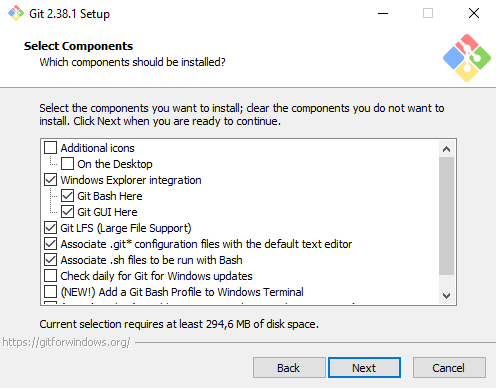 Git 2.38.1 Setup
Select Components
Which components should be installed?
Select the components you want to install; clear the components you do not want to
install. Click Next when you are ready to continue.
Additional icons
On the Desktop
Windows Explorer integration
Git Bash Here
Git GUI Here
Git LFS (Large File Support)
Associate .git* configuration files with the default text editor
Associate .sh files to be run with Bash
Check daily for Git for Windows updates
(NEW!) Add a Git Bash Profile to Windows Terminal
Current selection requires at least 294,6 MB of disk space.
https://gitforwindows.org/
Back
Next
Cancel